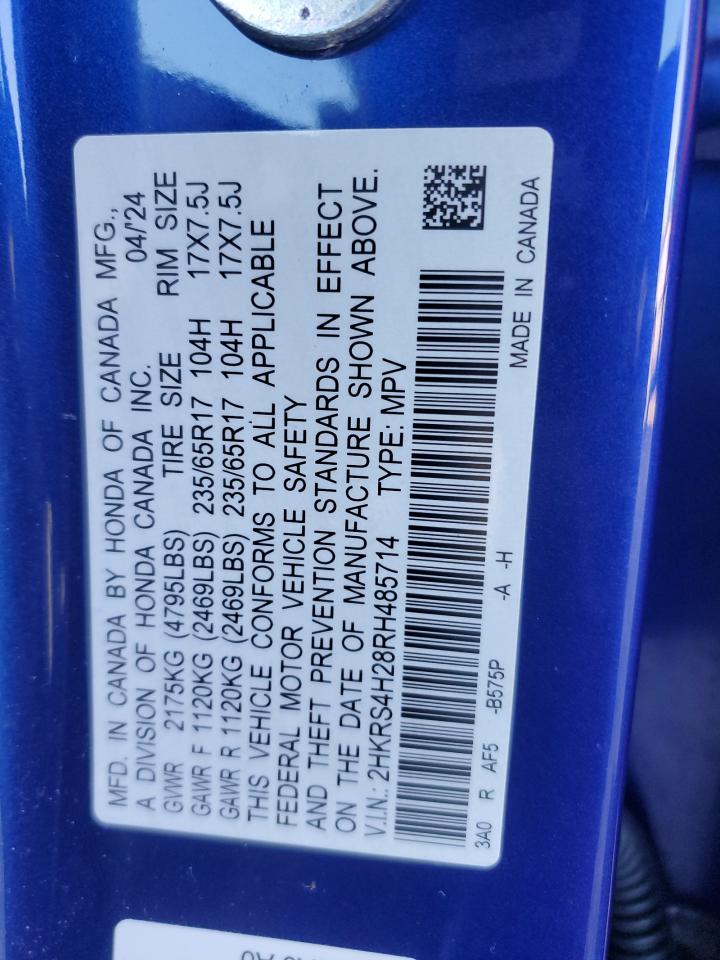 MFD. IN CANADA BY HONDA OF CANADA MFG.,
A DIVISION OF HONDA CANADA INC. 04/'24
GVWR 2175KG (4795LBS) TIRE SIZE RIM SIZE
GAWR F 1120KG (2469LBS) 235/65R17 104H 17X7.5J
GAWR R 1120KG (2469LBS) 235/65R17 104H 17X7.5J
THIS VEHICLE CONFORMS TO ALL APPLICABLE
FEDERAL MOTOR VEHICLE SAFETY
AND THEFT PREVENTION STANDARDS IN EFFECT
ON THE DATE OF MANUFACTURE SHOWN ABOVE.
V.I.N.: 2HKRS4H28RH485714 TYPE: MPV
3A0 R AF5 -B575P -A -H MADE IN CANADA